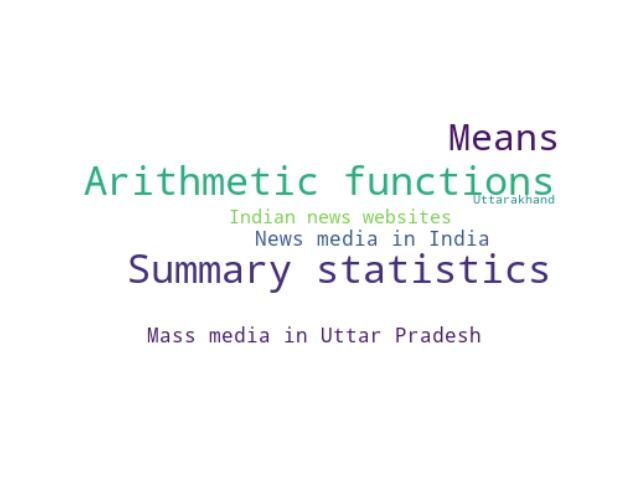 Means
Arithmetic functions
Uttarakhand
Indian news websites
News media in India
Summary statistics
Mass media in Uttar Pradesh